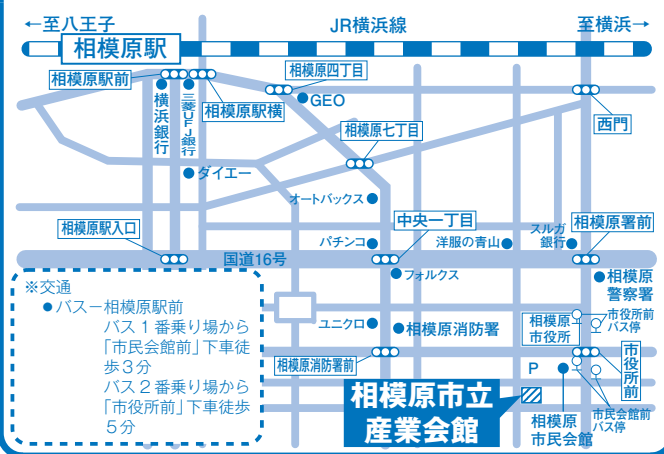 ←至八王子
JR横浜線
至横浜→
相模原駅
相模原駅前
相模原駅横
相模原四丁目
GEO
西門
横浜銀行
三菱UFJ銀行
相模原七丁目
ダイエー
オートバックス
相模原駅入口
パチンコ
中央一丁目
洋服の青山
スルガ
銀行
相模原署前
国道16号
フォルクス
相模原
警察署
※交通
●バスー相模原駅前
バス1番乗り場から
「市民会館前」下車徒
歩3分
バス2番乗り場から
「市役所前」下車徒歩
5分
ユニクロ
相模原消防署
相模原
市役所
市役所前
バス停
相模原消防署前
市役所前
P
相模原市立
産業会館
相模原
市民会館
市民会館前
バス停